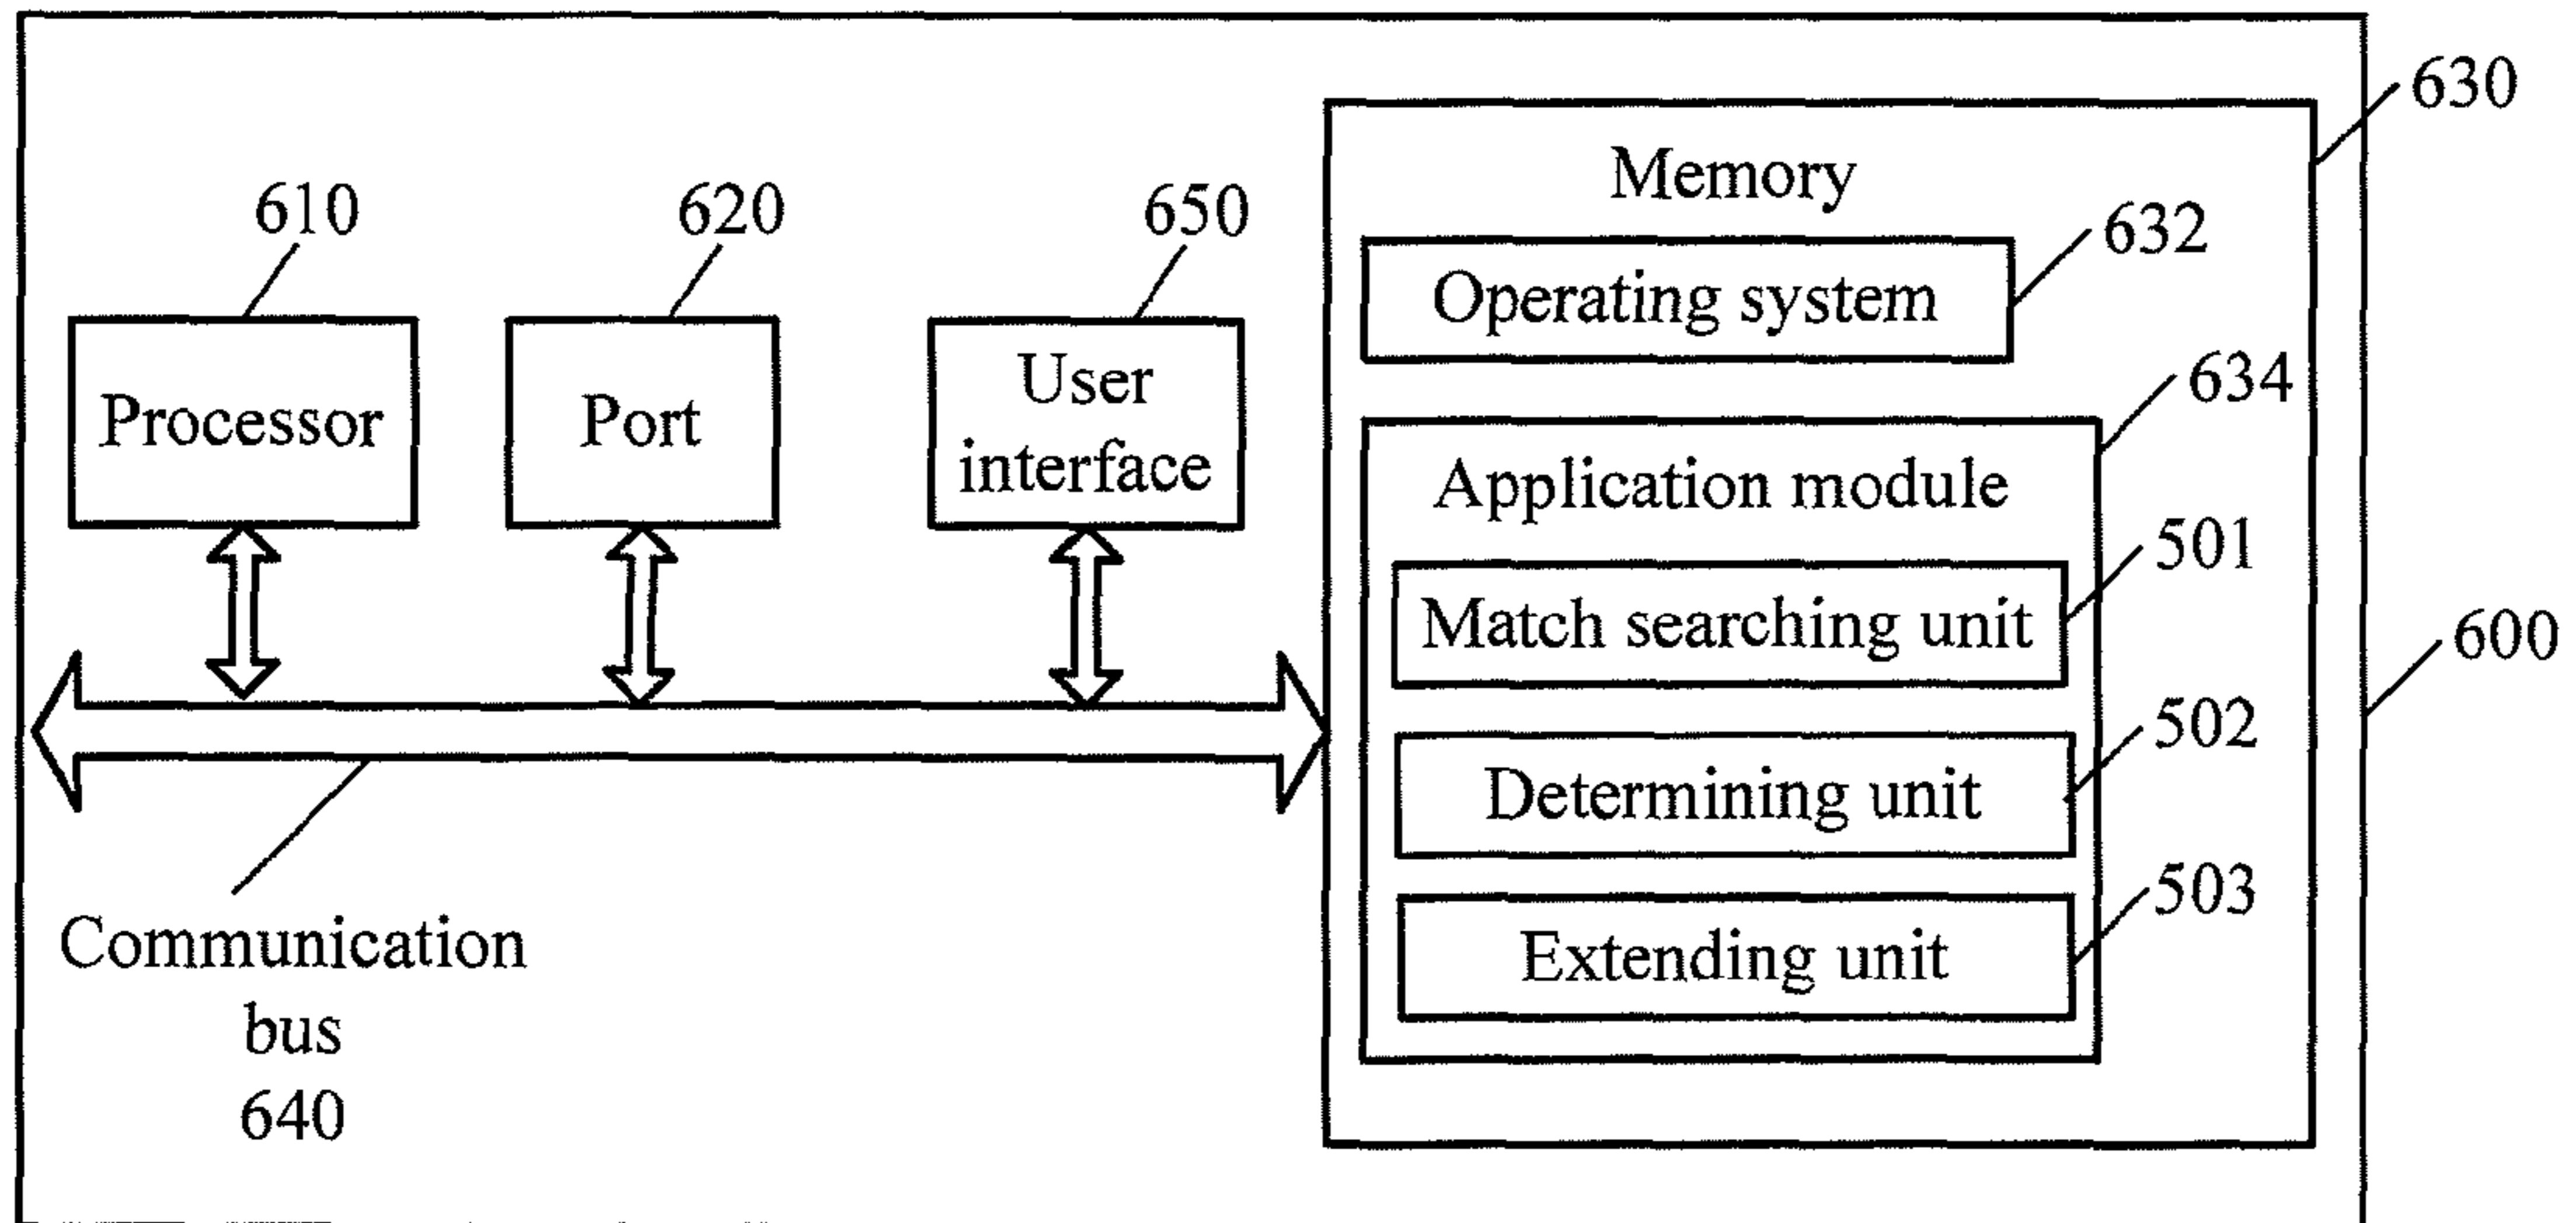 630
Memory
610
620
650
632
Operating system
Processor
Port
User
interface
634
Application module
501
Match searching unit
600
502
Determining unit
503
Extending unit
Communication
bus
640